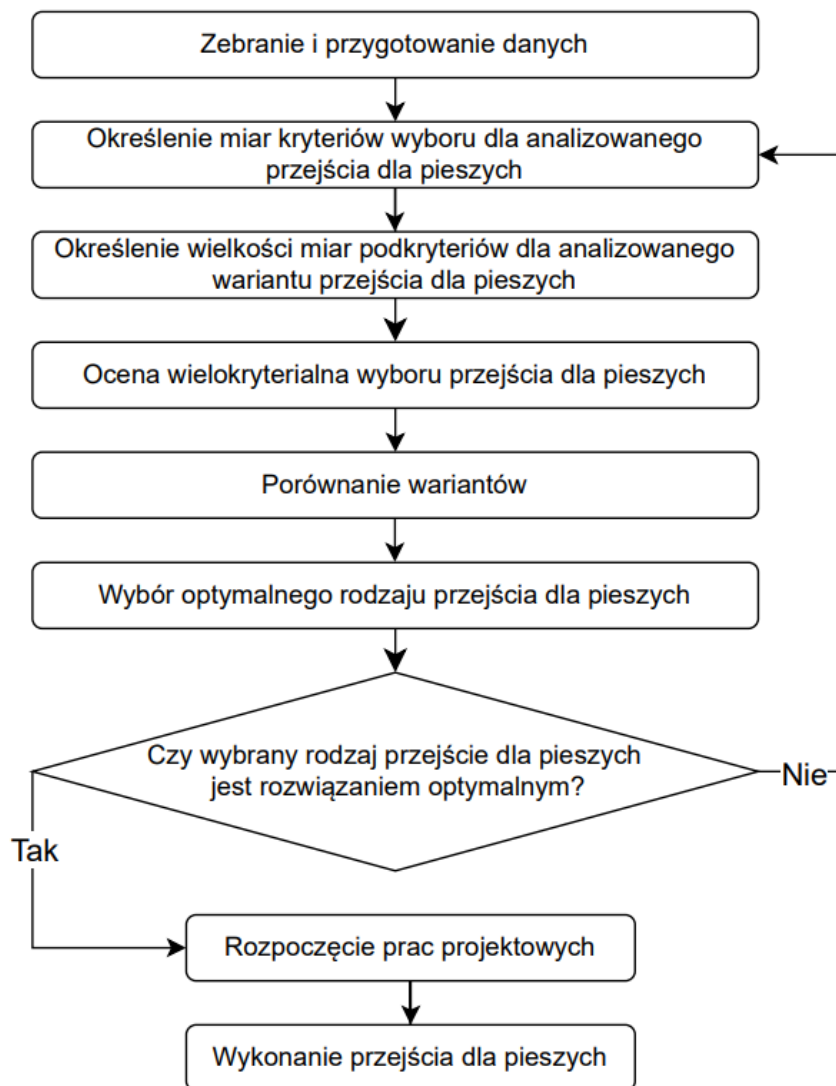 Zebranie i przygotowanie danych
Określenie miar kryteriów wyboru dla analizowanego
przejścia dla pieszych
Określenie wielkości miar podkryteriów dla analizowanego
wariantu przejścia dla pieszych
Ocena wielokryterialna wyboru przejścia dla pieszych
Porównanie wariantów
Wybór optymalnego rodzaju przejścia dla pieszych
Czy wybrany rodzaj przejście dla pieszych
jest rozwiązaniem optymalnym?
Nie
Tak
Rozpoczęcie prac projektowych
Wykonanie przejścia dla pieszych